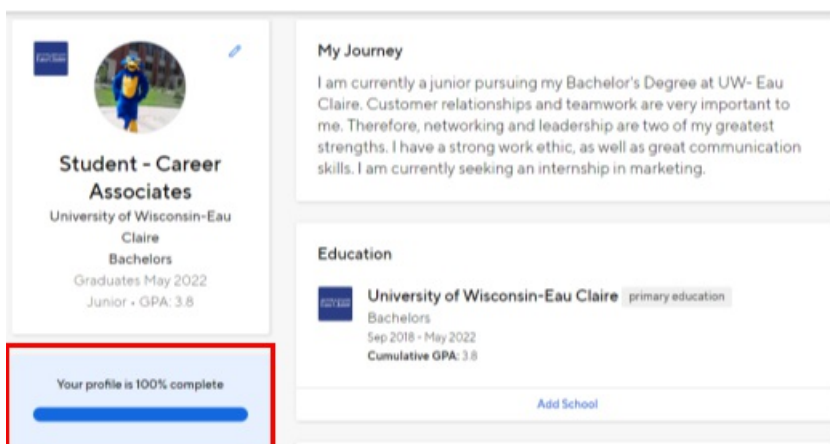 Student - Career
Associates
University of Wisconsin-Eau
Claire
Bachelors
Graduates May 2022
Junior • GPA: 3.8
Your profile is 100% complete
My Journey
I am currently a junior pursuing my Bachelor's Degree at UW- Eau
Claire. Customer relationships and teamwork are very important to
me. Therefore, networking and leadership are two of my greatest
strengths. I have a strong work ethic, as well as great communication
skills. I am currently seeking an internship in marketing.
Education
University of Wisconsin-Eau Claire primary education
Bachelors
Sep 2018 - May 2022
Cumulative GPA: 3.8
Add School